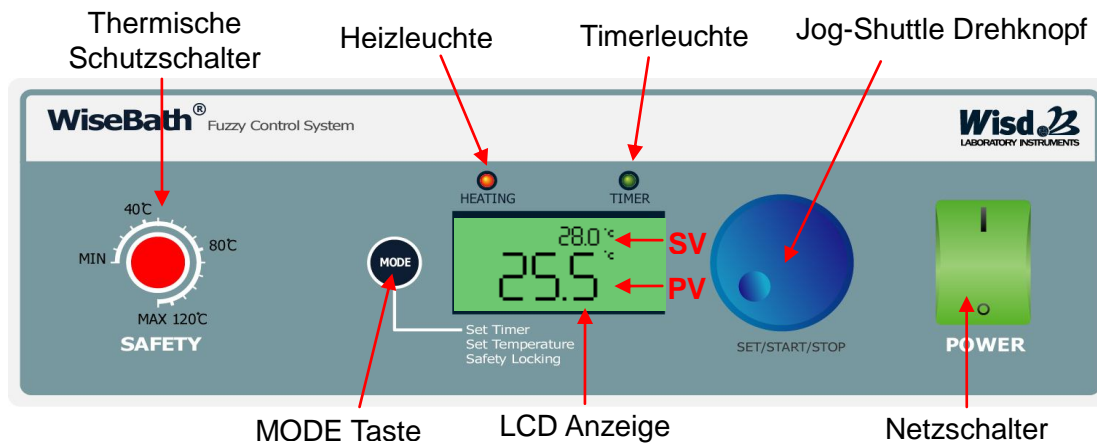 Thermische
Schutzschalter
Heizleuchte
Timerleuchte
Jog-Shuttle Drehknopf
WiseBath® Fuzzy Control System
Wisd
LABORATORY INSTRUMENTS
HEATING
TIMER
28.0 °c
SV
25.5 °c
PV
40℃
80℃
MIN
MAX 120℃
SAFETY
MODE
Set Timer
Set Temperature
Safety Locking
SET/START/STOP
POWER
MODE Taste
LCD Anzeige
Netzschalter